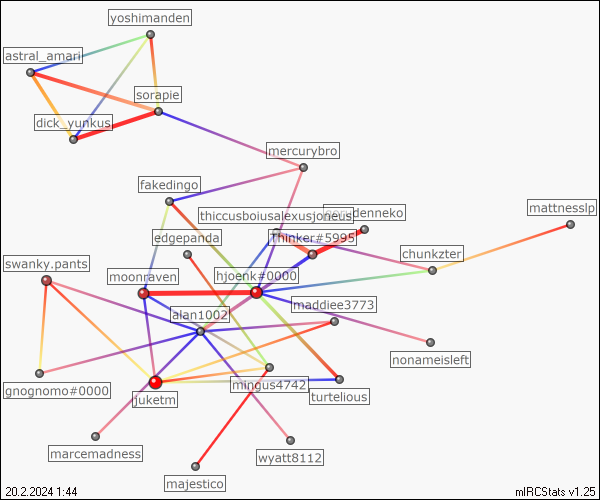 yoshimanden
astral_amari
sorapie
dick_yunkus
mercurybro
fakedingo
mattnesslp
thiccusboiusalexusjoneus
denneko
edgepanda
Thinker#5995
chunkzter
swanky.pants
moonraven
hjoenk#0000
maddiee3773
alan1002
nonameisleft
gnognomo#0000
mingus4742
juketm
turtelious
marcemadness
wyatt8112
majestico
20.2.2024 1:44
mIRCStats v1.25